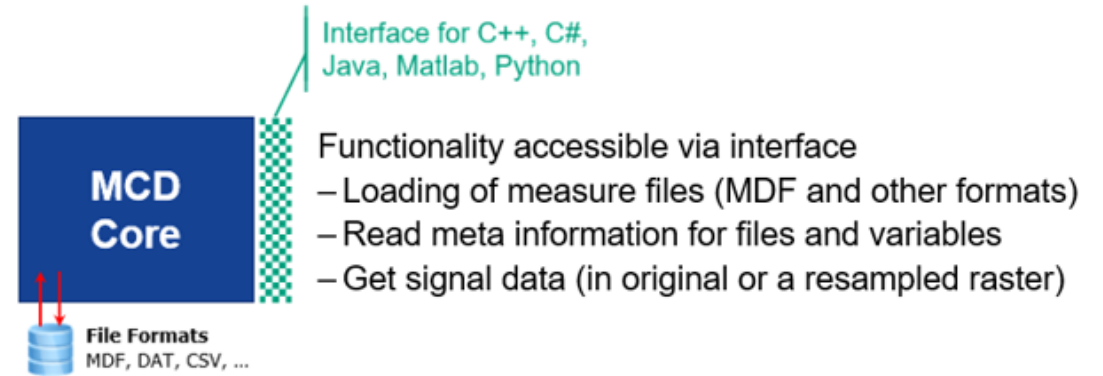 Interface for C++, C#,
Java, Matlab, Python
MCD
Core
Functionality accessible via interface
– Loading of measure files (MDF and other formats)
– Read meta information for files and variables
– Get signal data (in original or a resampled raster)
File Formats
MDF, DAT, CSV, ...